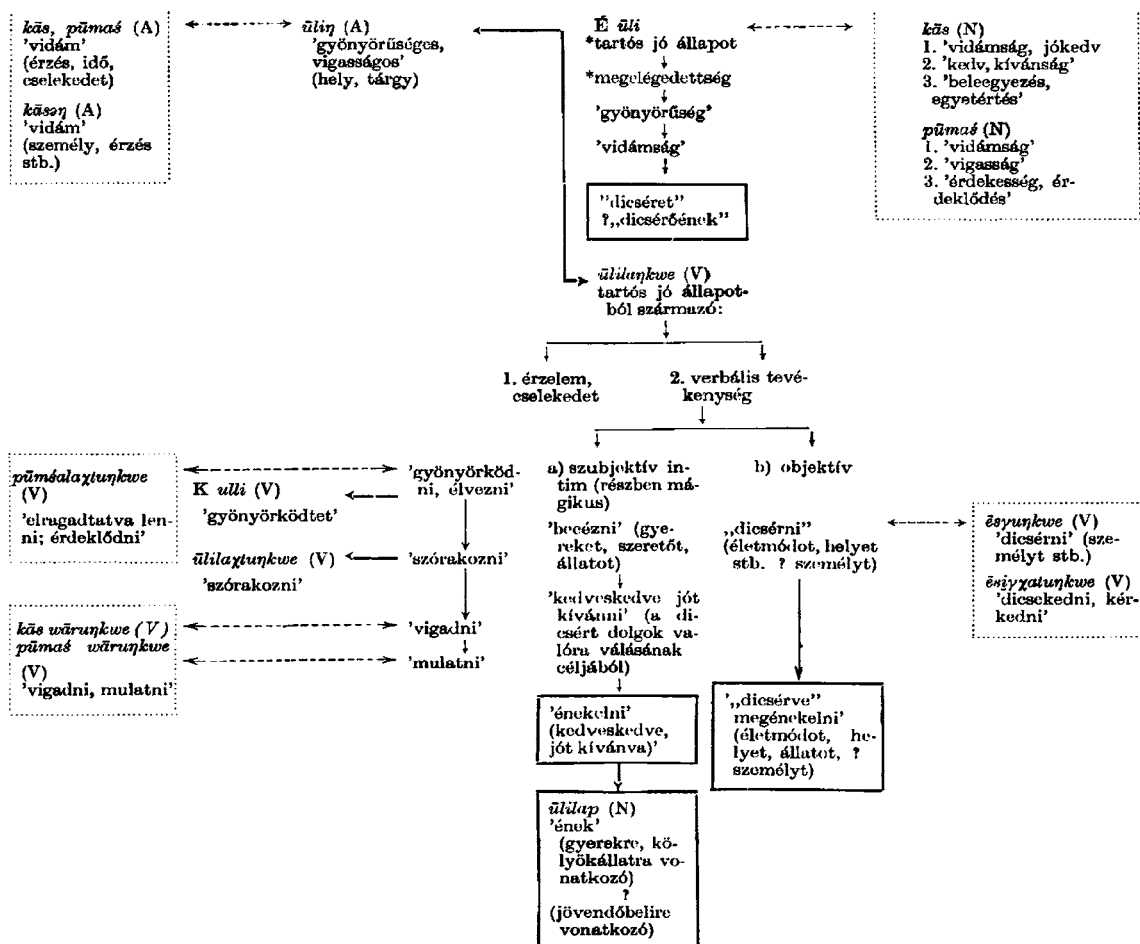 kās, pūmaś (A)
'vidám'
(érzés, idő,
cselekedet)
kāsəŋ (A)
'vidám'
(személy, érzés
stb.)
ūliŋ (A)
'gyönyörűséges,
vigasságos'
(hely, tárgy)
É ūli
*tartós jó állapot
*megelégedettség
'gyönyörűség'
'vidámság'
"dicséret"
?„dicsérőének"
kās (N)
1. 'vidámság, jókedv
2. 'kedv, kívánság'
3. 'beleegyezés,
egyetértés'
pūmaś (N)
1. 'vidámság'
2. 'vigasság'
3. 'érdekesség, ér-
deklődés'
ūlilaŋkwe (V)
tartós jó állapot-
ból származó:
1. érzelem,
cselekedet
2. verbális tevé-
kenység
pūmśalaχtuŋkwe
(V)
'elragadtatva len-
ni; érdeklődni'
K ulli (V)
'gyönyörködtet'
ūlilaχtuŋkwe (V)
'szórakozni'
kās wāruŋkwe (V)
pūmaś wāruŋkwe
(V)
'vigadni, mulatni'
'gyönyörköd-
ni, élvezni'
'szórakozni'
'vigadni'
'mulatni'
a) szubjektív in-
tim (részben má-
gikus)
'becézni' (gye-
reket, szeretőt,
állatot)
'kedveskedve jót
kívánni' (a di-
csért dolgok va-
lóra válásának
céljából)
'énekelni'
(kedveskedve,
jót kívánva)'
ūlilap (N)
'ének'
(gyerekre, kö-
lyökállatra vo-
natkozó)
?
(jövendőbelire
vonatkozó)
b) objektív
„dicsérni"
(életmódot, helyet
stb. ? személyt)
'„dicsérve"
megénekelni'
(életmódot, he-
lyet, állatot, ?
személyt)
ēsyuŋkwe (V)
'dicsérni' (sze-
mélyt stb.)
ēsiγχatuŋkwe (V)
'dicsekedni, kér-
kedni'